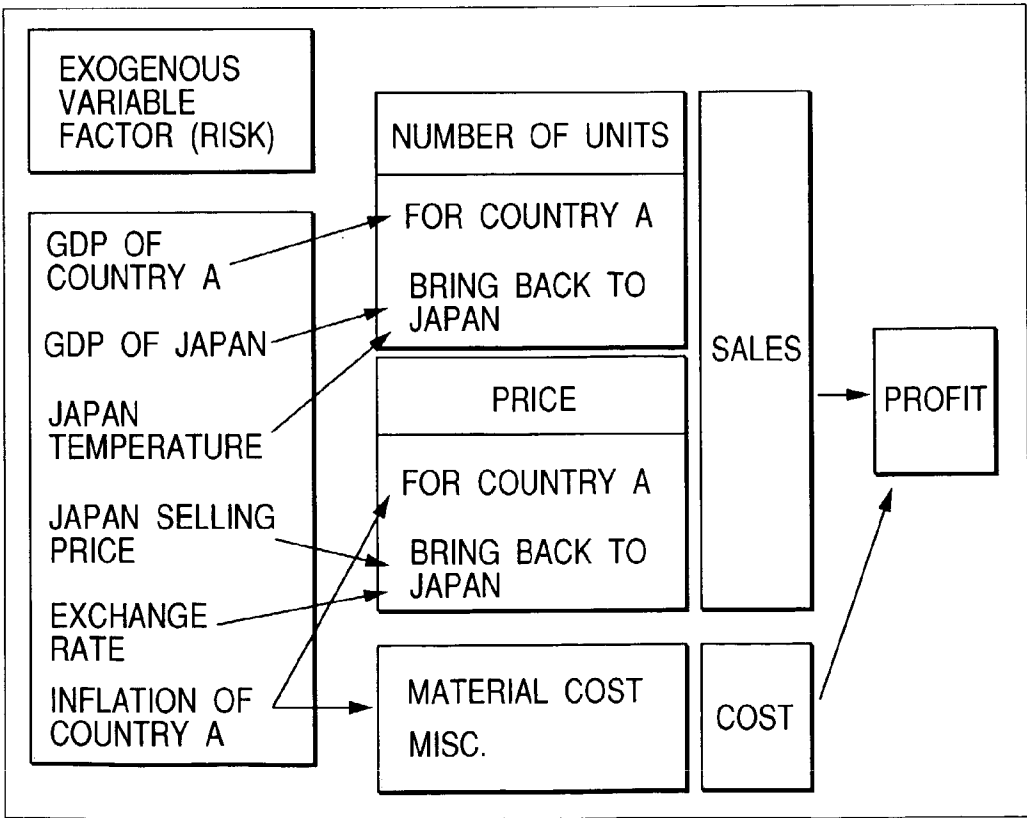 EXOGENOUS
VARIABLE
FACTOR (RISK)
GDP OF
COUNTRY A
GDP OF JAPAN
JAPAN
TEMPERATURE
JAPAN SELLING
PRICE
EXCHANGE
RATE
INFLATION OF
COUNTRY A
NUMBER OF UNITS
FOR COUNTRY A
BRING BACK TO
JAPAN
PRICE
FOR COUNTRY A
BRING BACK TO
JAPAN
MATERIAL COST
MISC.
SALES
COST
PROFIT